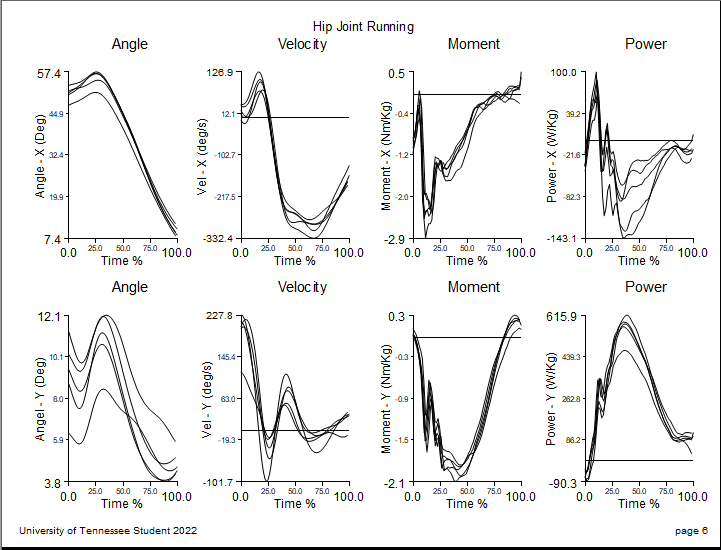 Hip Joint Running
Angle Velocity Moment Power
57.4 126.9 0.5 100.0
44.9 12.1 -0.4 39.2
32.4 -102.7 -1.2 -21.6
19.9 -217.5 -2.0 -82.3
7.4 -332.4 -2.9 -143.1
Angle - X (Deg) Vel - X (deg/s) Moment - X (Nm/Kg) Power - X (W/Kg)
0.0 25.0 50.0 75.0 100.0 0.0 25.0 50.0 75.0 100.0 0.0 25.0 50.0 75.0 100.0 0.0 25.0 50.0 75.0 100.0
Time % Time % Time % Time %
Angle Velocity Moment Power
12.1 227.8 0.3 615.9
10.1 145.4 -0.3 439.3
8.0 63.0 -0.9 262.8
5.9 -19.3 -1.5 86.2
3.8 -101.7 -2.1 -90.3
Angel - Y (Deg) Vel - Y (deg/s) Moment - Y (Nm/Kg) Power - Y (W/Kg)
0.0 25.0 50.0 75.0 100.0 0.0 25.0 50.0 75.0 100.0 0.0 25.0 50.0 75.0 100.0 0.0 25.0 50.0 75.0 100.0
Time % Time % Time % Time %
University of Tennessee Student 2022 page 6